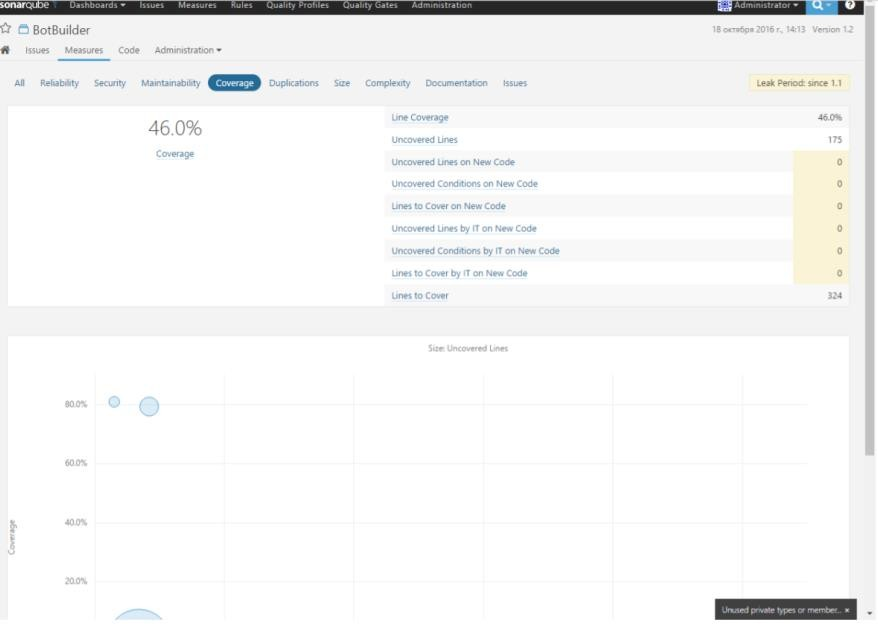 sonarqube Dashboards Issues Measures Rules Quality Profiles Quality Gates Administration Administrator
BotBuilder
18 октября 2016 г., 14:13 Version 1.2
Issues Measures Code Administration
All Reliability Security Maintainability Coverage Duplications Size Complexity Documentation Issues Leak Period: since 1.1
46.0%
Coverage
Line Coverage 46.0%
Uncovered Lines 175
Uncovered Lines on New Code 0
Uncovered Conditions on New Code 0
Lines to Cover on New Code 0
Uncovered Lines by IT on New Code 0
Uncovered Conditions by IT on New Code 0
Lines to Cover by IT on New Code 0
Lines to Cover 324
Size: Uncovered Lines
80.0%
60.0%
40.0%
20.0%
Coverage
Unused private types or member... ×